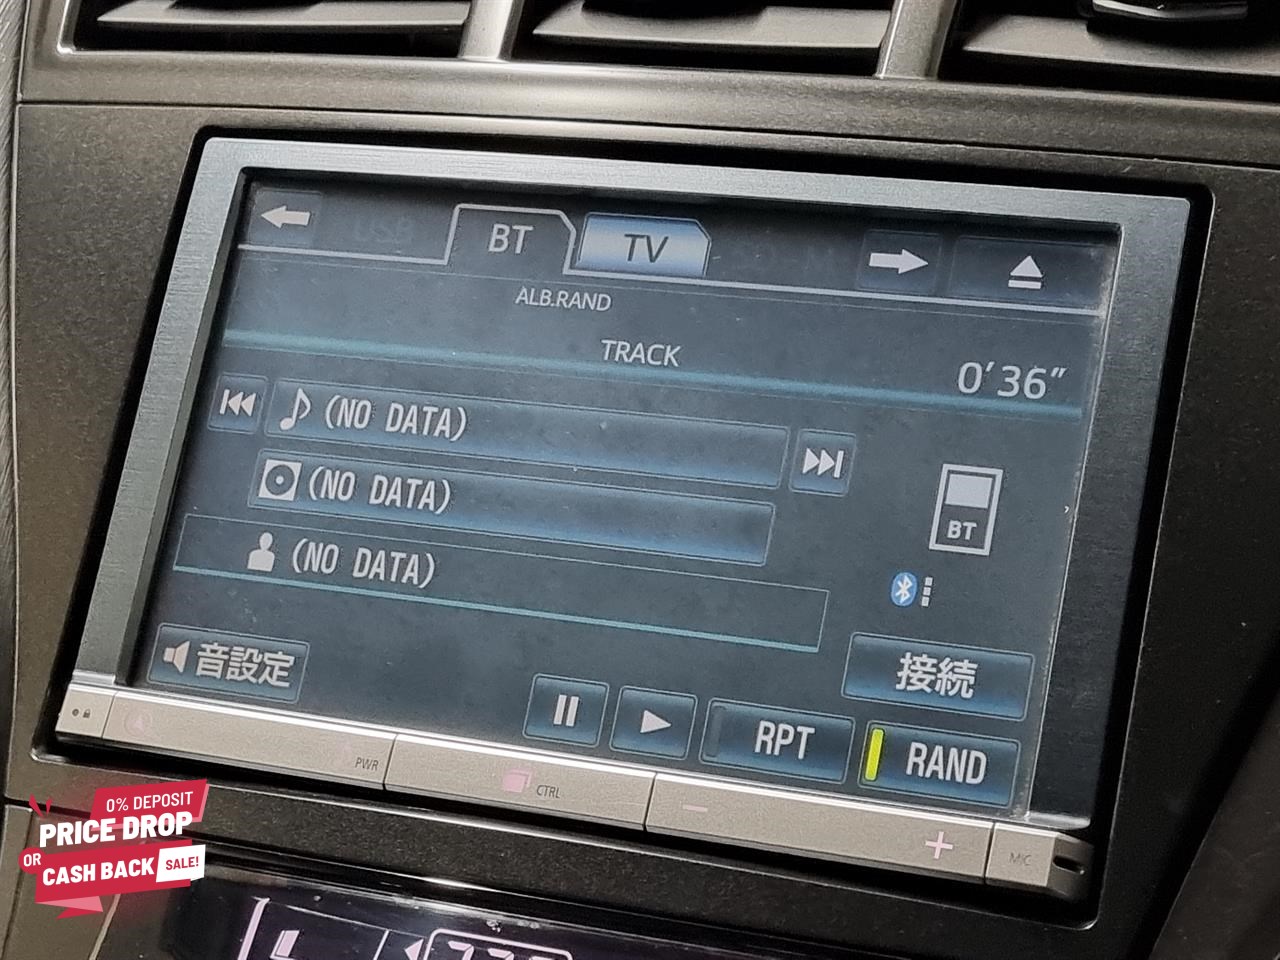 BT
TV
ALB.RAND
TRACK
0'36"
(NO DATA)
(NO DATA)
(NO DATA)
BT
音設定
接続
RPT
RAND
PWR
CTRL
MIC
0% DEPOSIT
PRICE DROP
OR
CASH BACK
SALE!